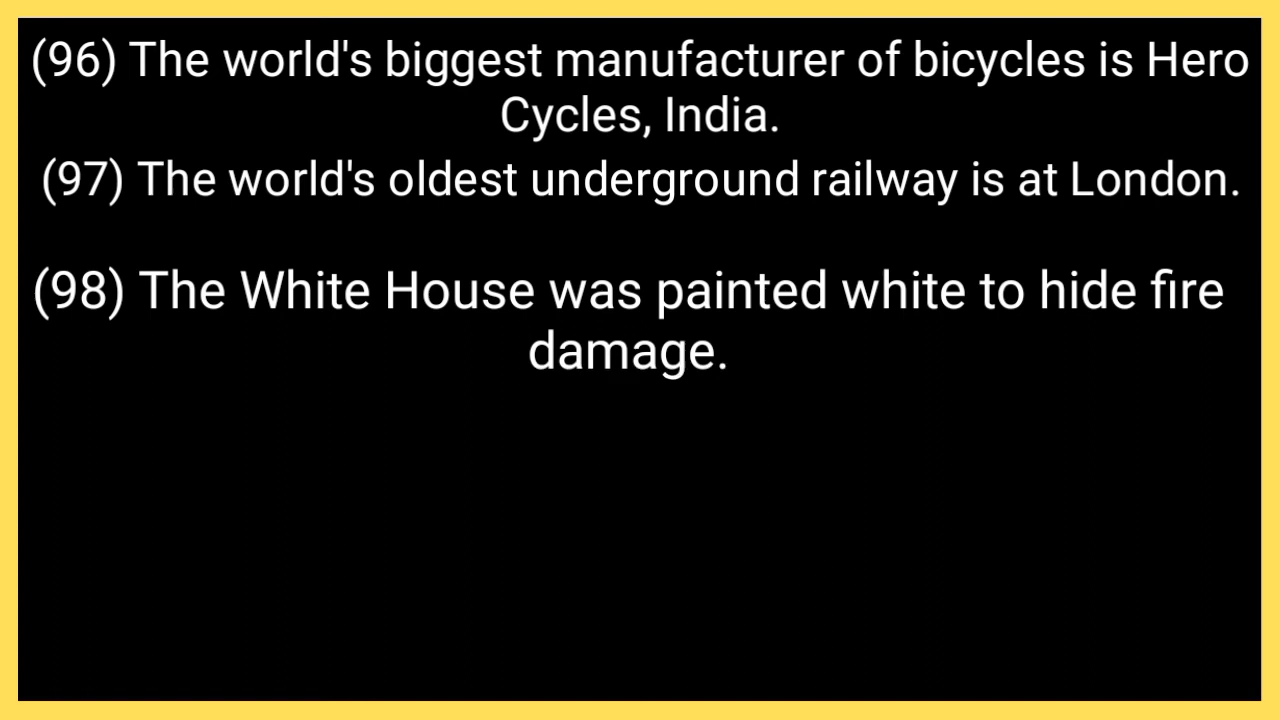 (96) The world's biggest manufacturer of bicycles is Hero
Cycles, India.
(97) The world's oldest underground railway is at London.
(98) The White House was painted white to hide fire
damage.